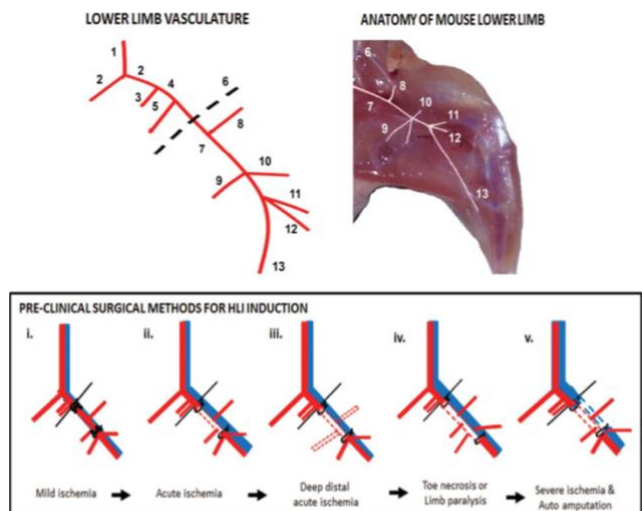 LOWER LIMB VASCULATURE
ANATOMY OF MOUSE LOWER LIMB
1
2
2
3
4
5
6
7
8
9
10
11
12
13
6
7
8
9
10
11
12
13
PRE-CLINICAL SURGICAL METHODS FOR HLI INDUCTION
i.
ii.
iii.
iv.
v.
Mild ischemia
Acute ischemia
Deep distal
acute ischemia
Toe necrosis or
Limb paralysis
Severe ischemia &
Auto amputation